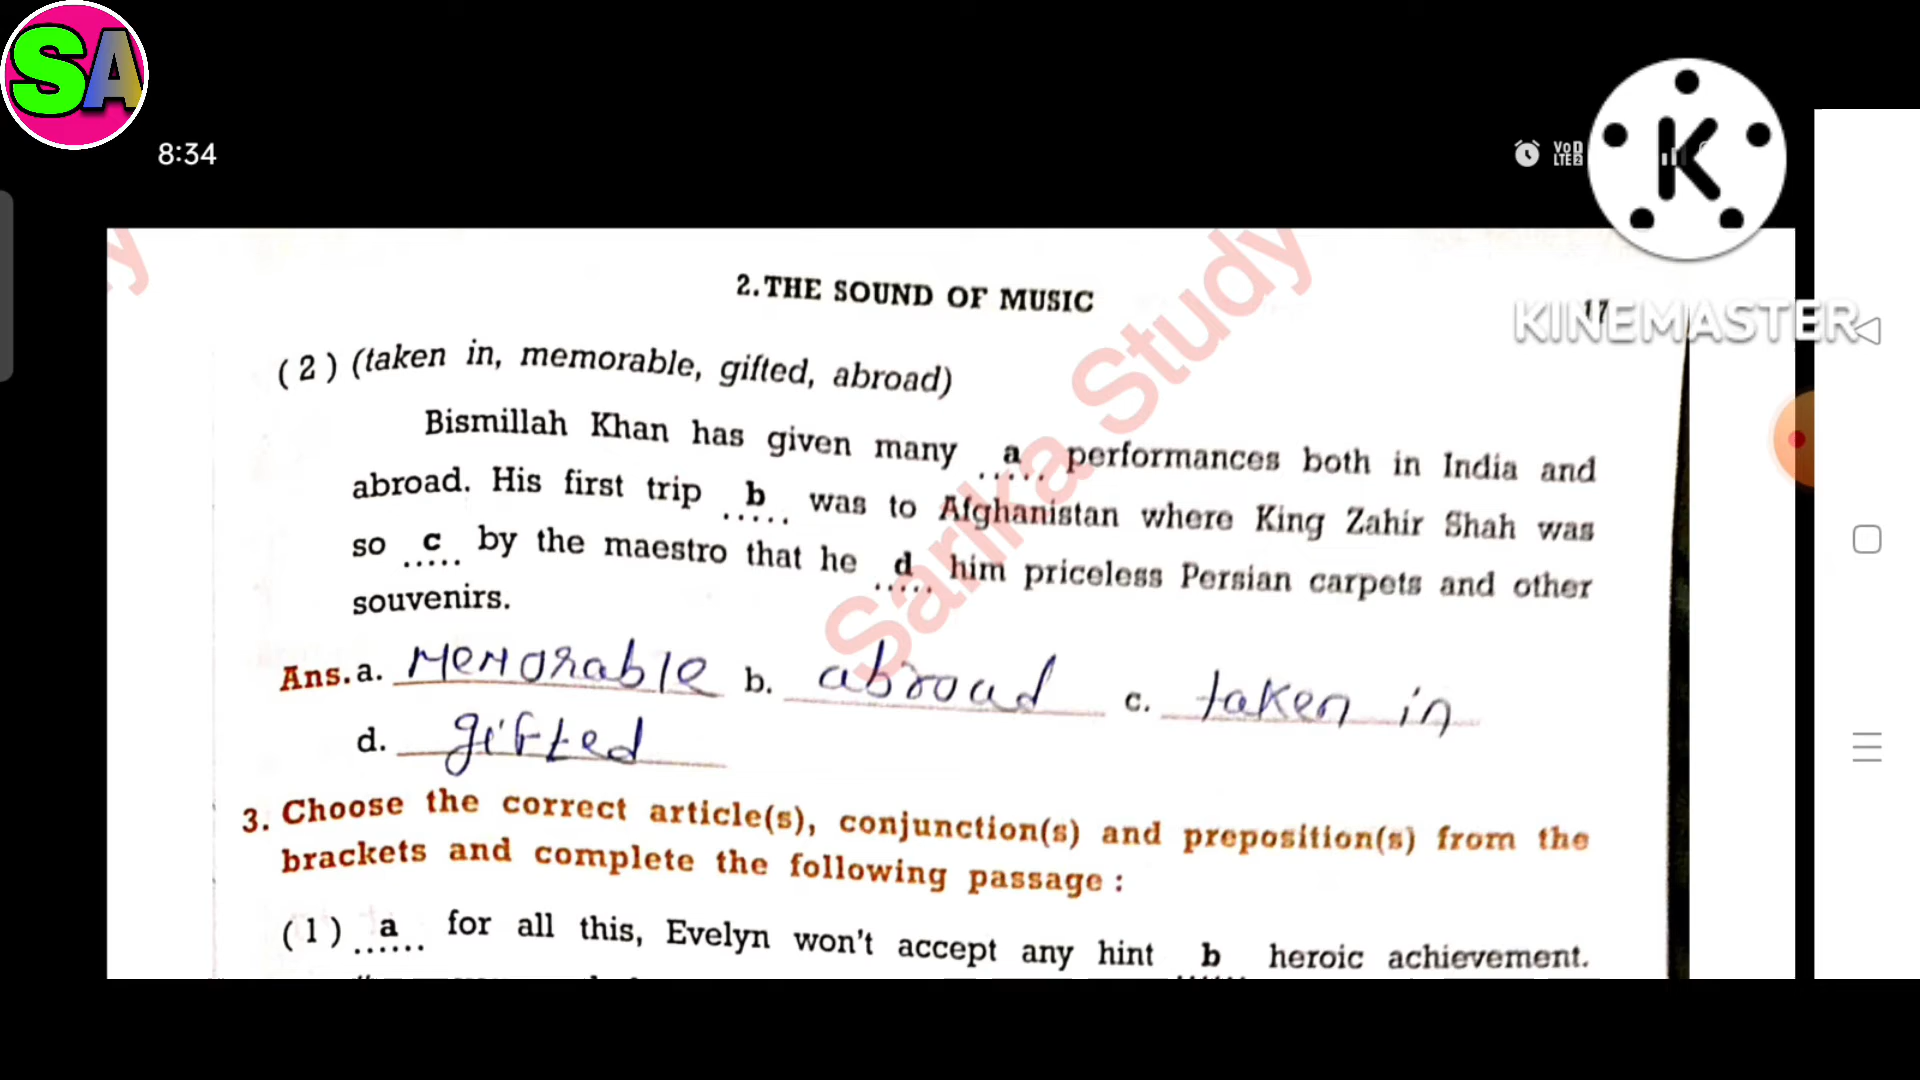 SA
8:34
VoD
LTE2
K
KINEMASTER
2.THE SOUND OF MUSIC
17
(2) (taken in, memorable, gifted, abroad)
Bismillah Khan has given many a performances both in India and
abroad. His first trip b was to Afghanistan where King Zahir Shah was
so c by the maestro that he d him priceless Persian carpets and other
souvenirs.
Ans. a. Memorable b. abroad c. taken in
d. gifted
3. Choose the correct article(s), conjunction(s) and preposition(s) from the
brackets and complete the following passage :
(1) a for all this, Evelyn won't accept any hint b heroic achievement.
Sarika Study
y